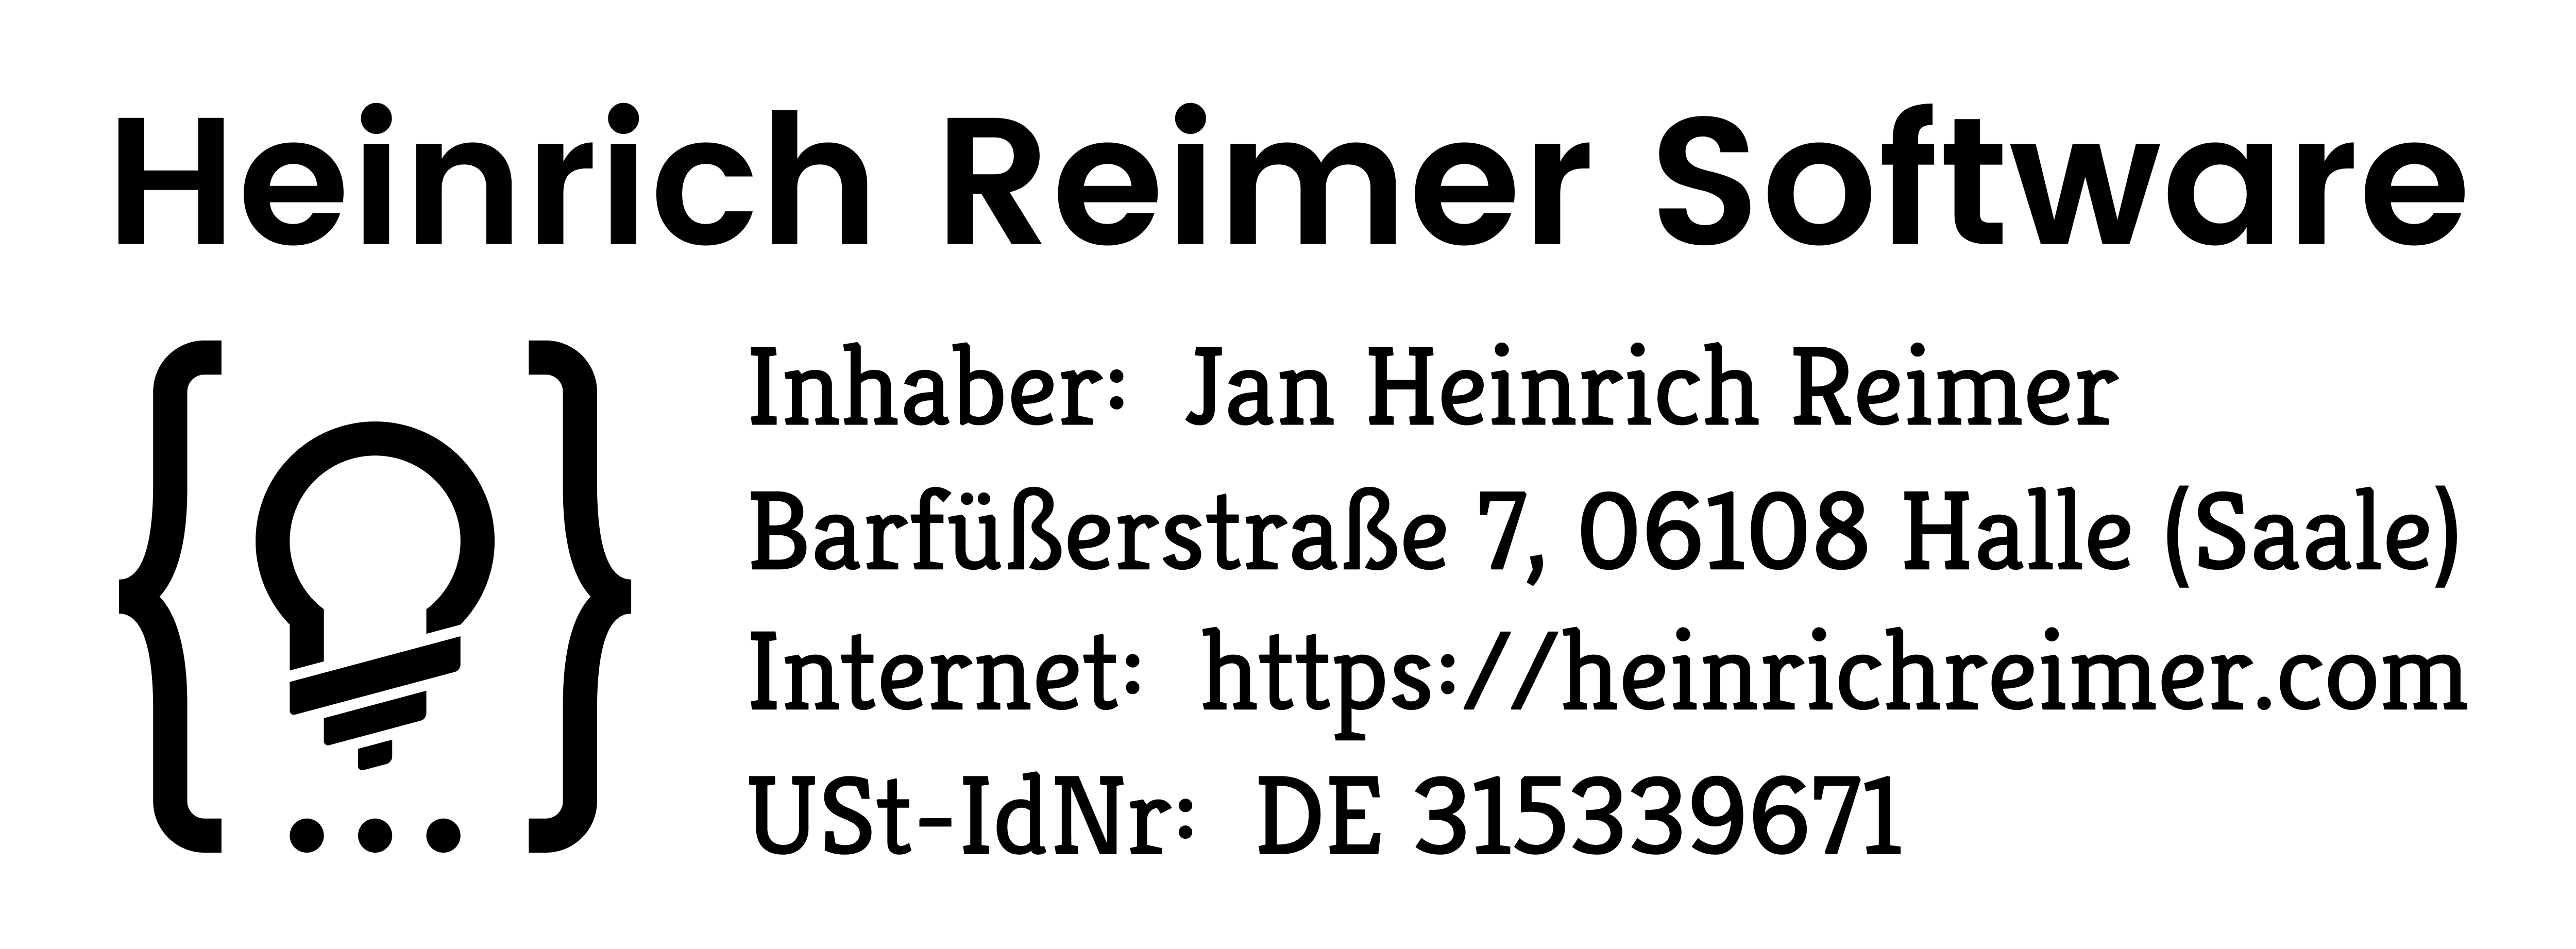 Heinrich Reimer Software
Inhaber: Jan Heinrich Reimer
Barfüßerstraße 7, 06108 Halle (Saale)
Internet: https://heinrichreimer.com
USt-IdNr: DE 315339671